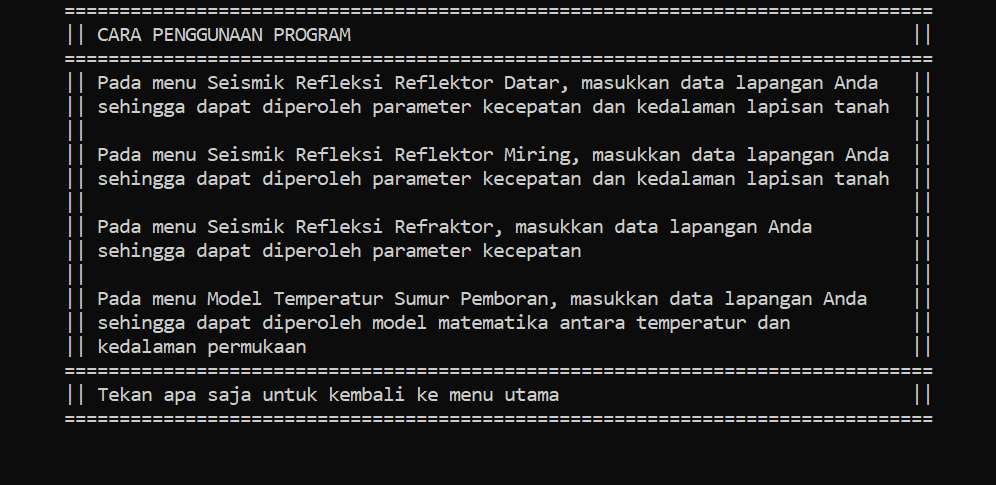 ===============================================================================
|| CARA PENGGUNAAN PROGRAM                                                   ||
===============================================================================
|| Pada menu Seismik Refleksi Reflektor Datar, masukkan data lapangan Anda   ||
|| sehingga dapat diperoleh parameter kecepatan dan kedalaman lapisan tanah  ||
||                                                                           ||
|| Pada menu Seismik Refleksi Reflektor Miring, masukkan data lapangan Anda  ||
|| sehingga dapat diperoleh parameter kecepatan dan kedalaman lapisan tanah  ||
||                                                                           ||
|| Pada menu Seismik Refleksi Refraktor, masukkan data lapangan Anda         ||
|| sehingga dapat diperoleh parameter kecepatan                              ||
||                                                                           ||
|| Pada menu Model Temperatur Sumur Pemboran, masukkan data lapangan Anda    ||
|| sehingga dapat diperoleh model matematika antara temperatur dan           ||
|| kedalaman permukaan                                                       ||
===============================================================================
|| Tekan apa saja untuk kembali ke menu utama                                ||
===============================================================================